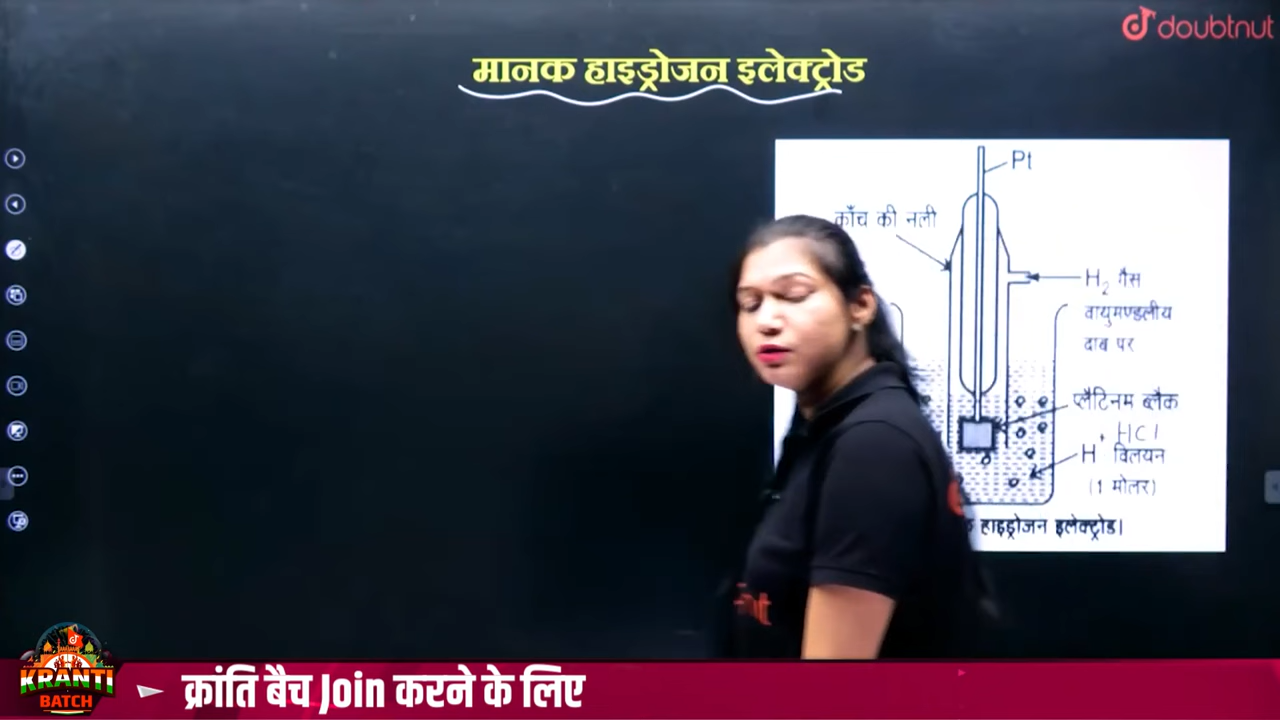 doubtnut
मानक हाइड्रोजन इलेक्ट्रोड
Pt
काँच की नली
H2 गैस
वायुमण्डलीय
दाब पर
प्लैटिनम ब्लैक
HCl
H+ विलयन
(1 मोलर)
हाइड्रोजन इलेक्ट्रोड।
KRANTI
BATCH
क्रांति बैच Join करने के लिए